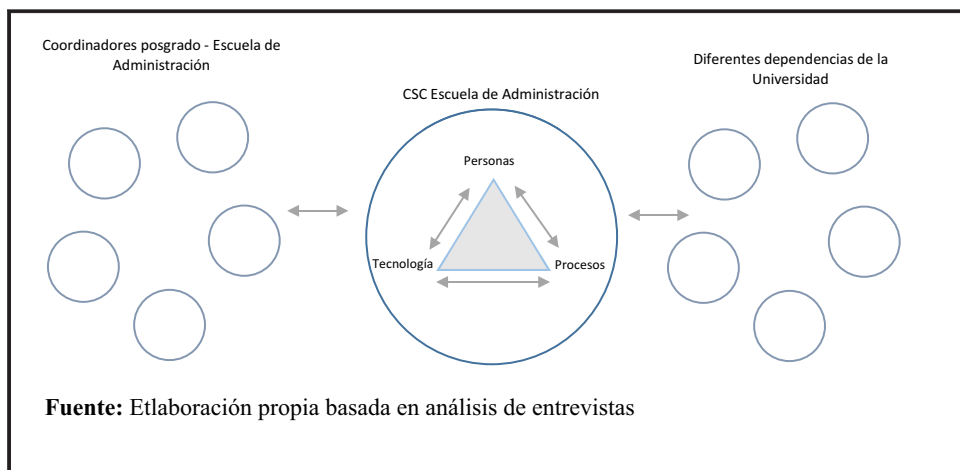 Coordinadores posgrado - Escuela de
Administración
CSC Escuela de Administración
Diferentes dependencias de la
Universidad
Personas
Tecnología
Procesos
Fuente: Etlaboración propia basada en análisis de entrevistas